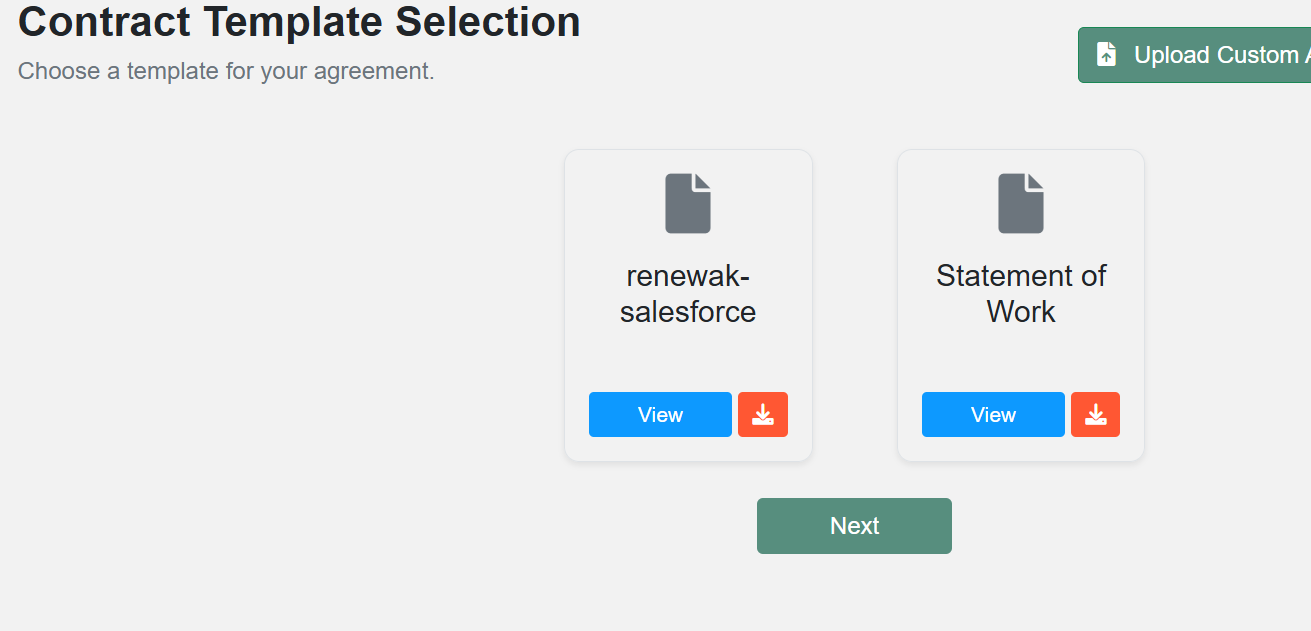 Contract Template Selection
Choose a template for your agreement.
Upload Custom A
renewak-
salesforce
Statement of
Work
View
View
Next